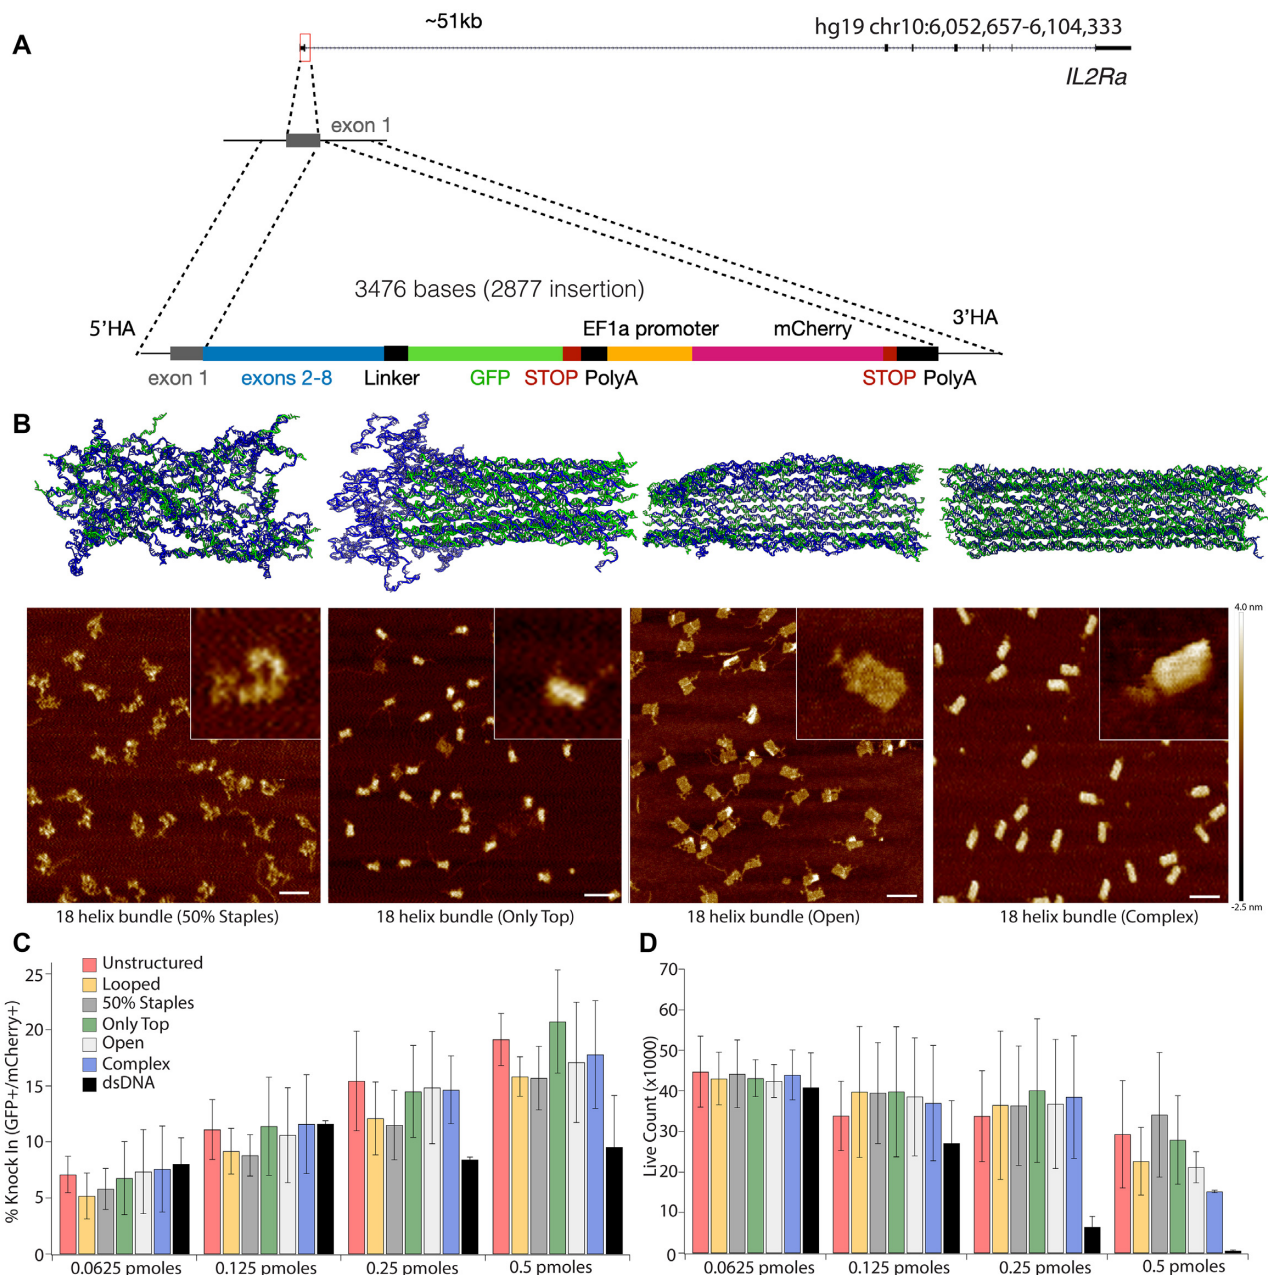 A
~51kb
hg19 chr10:6,052,657-6,104,333
IL2Ra
exon 1
3476 bases (2877 insertion)
5’HA
EF1a promoter
mCherry
3’HA
exon 1
exons 2-8
Linker
GFP
STOP
PolyA
STOP
PolyA
B
4.0 nm
-2.5 nm
18 helix bundle (50% Staples)
18 helix bundle (Only Top)
18 helix bundle (Open)
18 helix bundle (Complex)
C
% Knock In (GFP+/mCherry+)
25
20
15
10
5
0
Unstructured
Looped
50% Staples
Only Top
Open
Complex
dsDNA
0.0625 pmoles
0.125 pmoles
0.25 pmoles
0.5 pmoles
D
Live Count (x1000)
70
60
50
40
30
20
10
0
0.0625 pmoles
0.125 pmoles
0.25 pmoles
0.5 pmoles